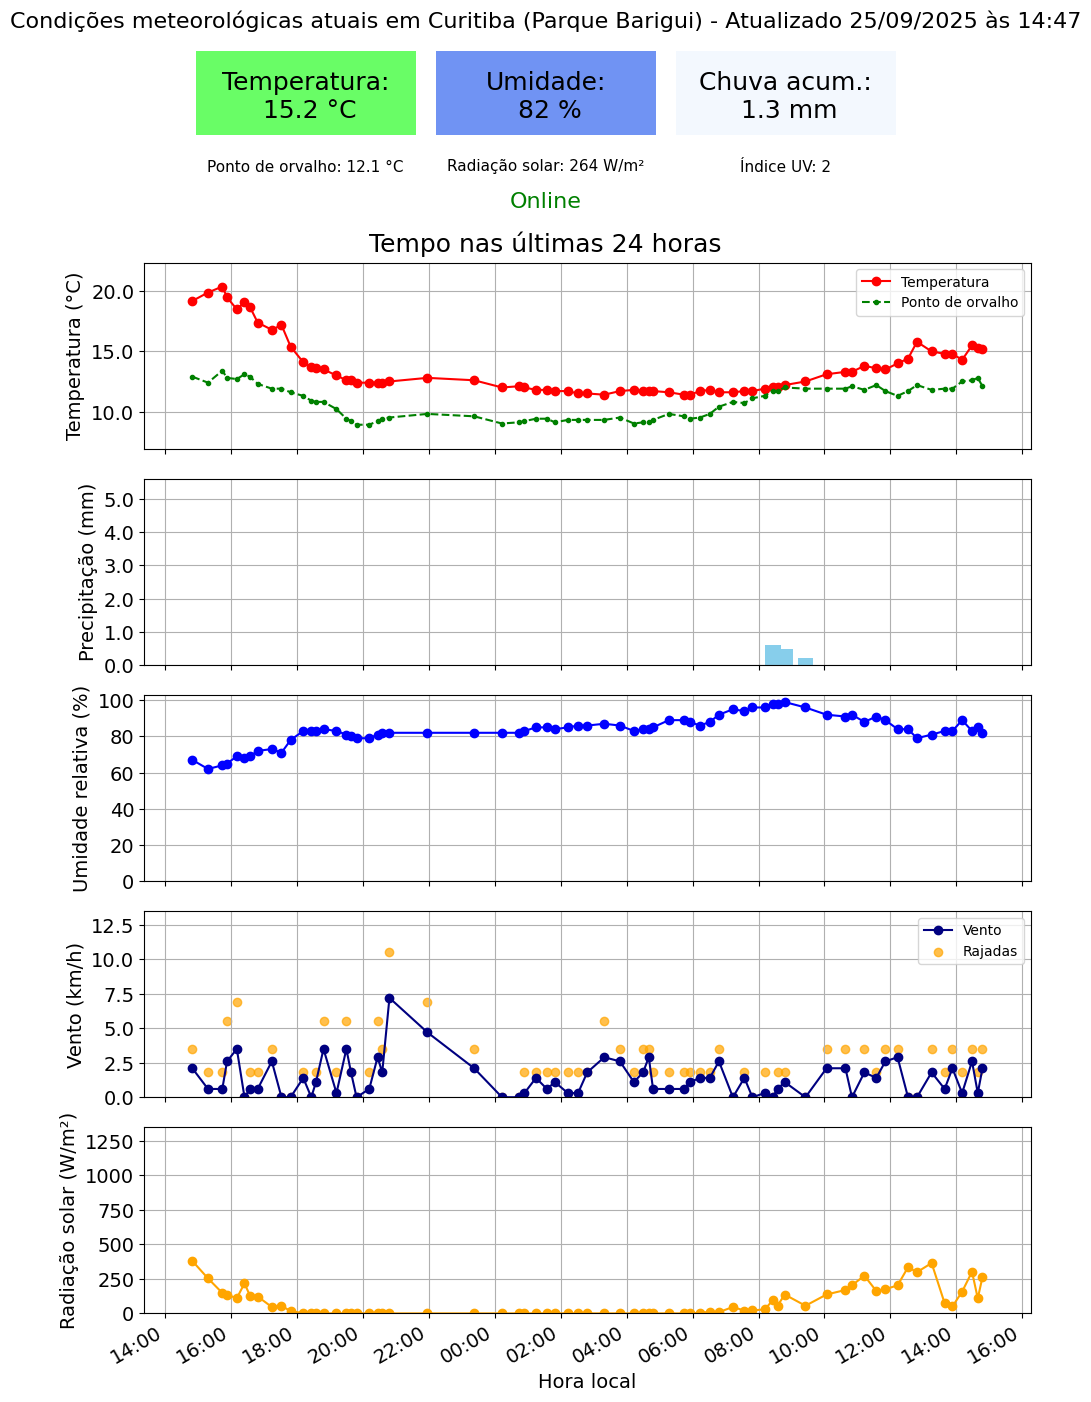 Condições meteorológicas atuais em Curitiba (Parque Barigui) - Atualizado 25/09/2025 às 14:47
Temperatura:
15.2 °C
Umidade:
82 %
Chuva acum.:
1.3 mm
Ponto de orvalho: 12.1 °C
Radiação solar: 264 W/m²
Índice UV: 2
Online
Tempo nas últimas 24 horas
Temperatura (°C)
20.0
15.0
10.0
Temperatura
Ponto de orvalho
Precipitação (mm)
5.0
4.0
3.0
2.0
1.0
0.0
Umidade relativa (%)
100
80
60
40
20
0
Vento (km/h)
12.5
10.0
7.5
5.0
2.5
0.0
Vento
Rajadas
Radiação solar (W/m²)
1250
1000
750
500
250
0
14:00
16:00
18:00
20:00
22:00
00:00
02:00
04:00
06:00
08:00
10:00
12:00
14:00
16:00
Hora local